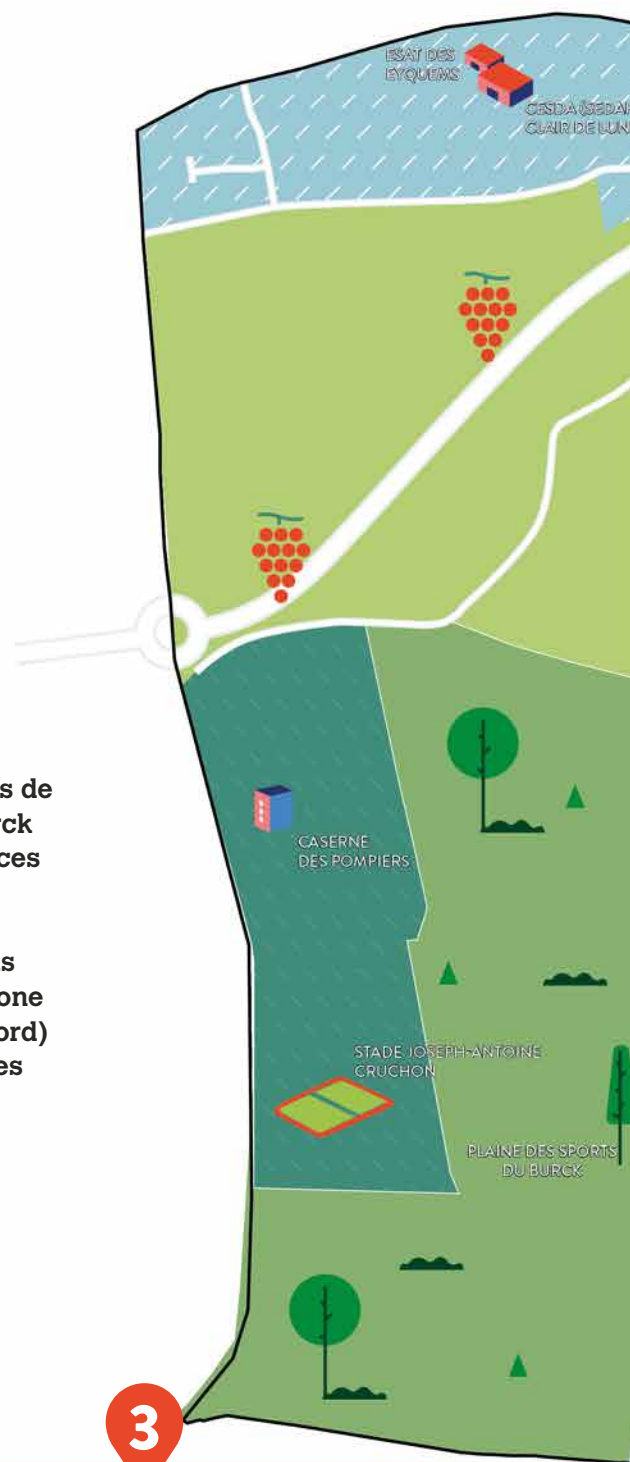 ESAT DES
EYQUEMS
CESDA (SEDAH
CLAIR DE LUN
s de
rck
ces
CASERNE
DES POMPIERS
s
one
ord)
es
STADE JOSEPH-ANTOINE
CRUCHON
PLAINE DES SPORTS
DU BURCK
3